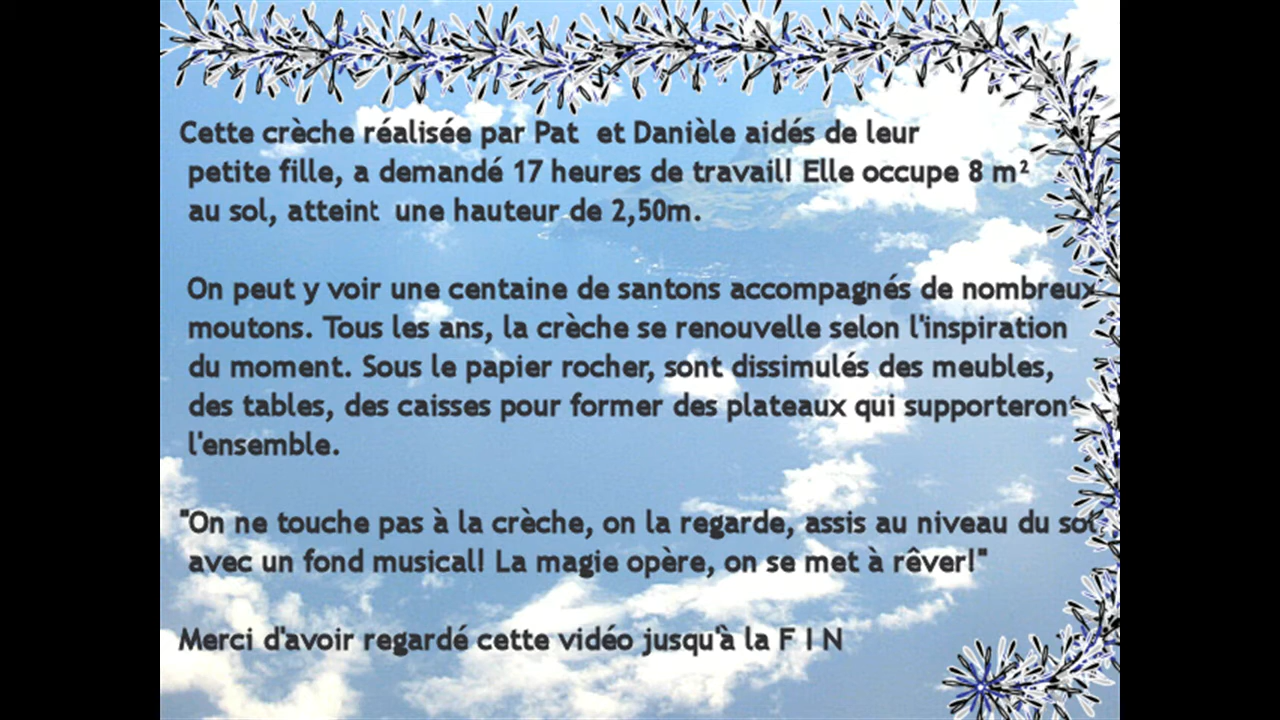 Cette crèche réalisée par Pat et Danièle aidés de leur
petite fille, a demandé 17 heures de travail! Elle occupe 8 m²
au sol, atteint une hauteur de 2,50m.
On peut y voir une centaine de santons accompagnés de nombreux
moutons. Tous les ans, la crèche se renouvelle selon l'inspiration
du moment. Sous le papier rocher, sont dissimulés des meubles,
des tables, des caisses pour former des plateaux qui supporteront
l'ensemble.
"On ne touche pas à la crèche, on la regarde, assis au niveau du sol
avec un fond musical! La magie opère, on se met à rêver!"
Merci d'avoir regardé cette vidéo jusqu'à la F I N